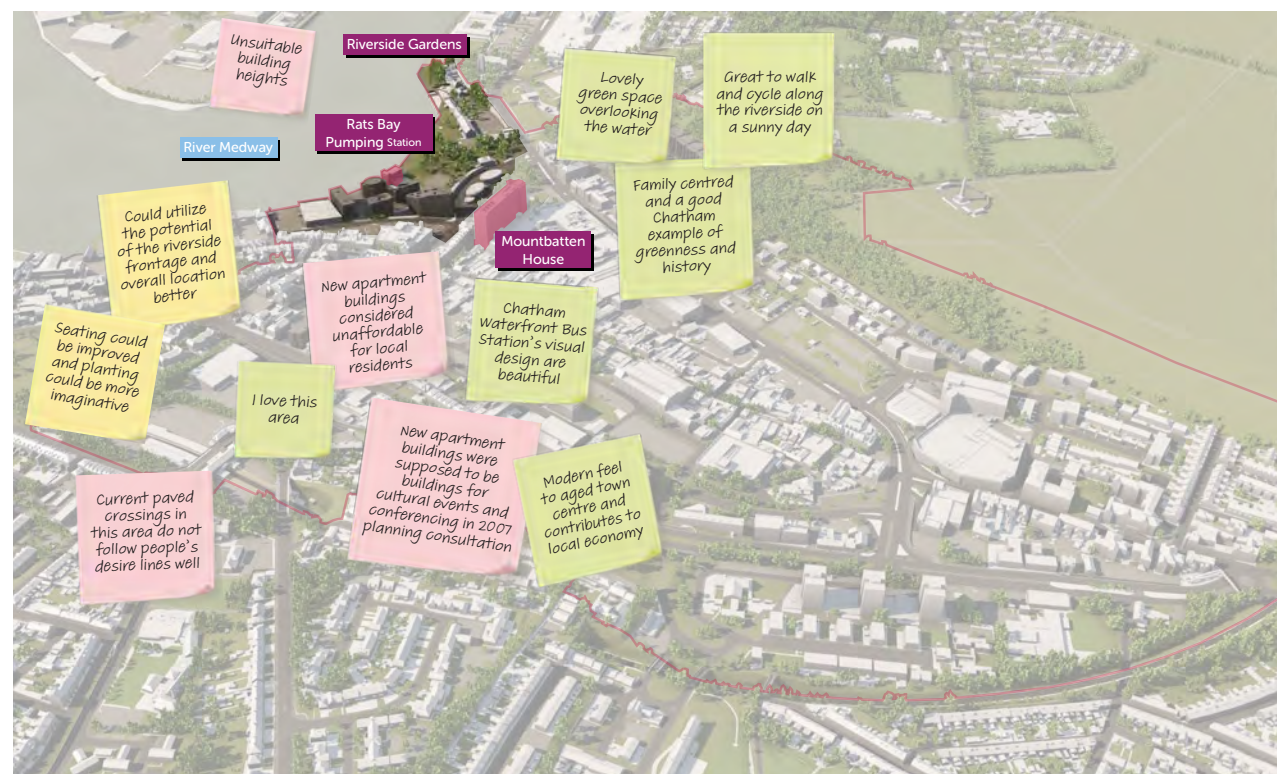 Unsuitable
building
heights
Riverside Gardens
Lovely
green space
overlooking
the water
Great to walk
and cycle along
the riverside on
a sunny day
Rats Bay
Pumping Station
River Medway
Family centred
and a good
Chatham
example of
greenness and
history
Could utilize
the potential
of the riverside
frontage and
overall location
better
Mountbatten
House
New apartment
buildings
considered
unaffordable
for local
residents
Chatham
Waterfront Bus
Station's visual
design are
beautiful
Seating could
be improved
and planting
could be more
imaginative
I love this
area
New apartment
buildings were
supposed to be
buildings for
cultural events and
conferencing in 2007
planning consultation
Modern feel
to aged town
centre and
contributes to
local economy
Current paved
crossings in
this area do not
follow people's
desire lines well